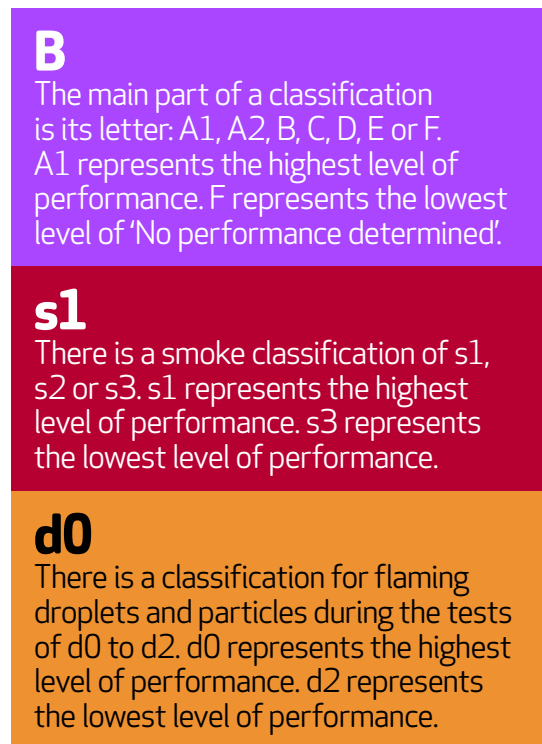 B
The main part of a classification
is its letter: A1, A2, B, C, D, E or F.
A1 represents the highest level of
performance. F represents the lowest
level of ‘No performance determined’.
s1
There is a smoke classification of s1,
s2 or s3. s1 represents the highest
level of performance. s3 represents
the lowest level of performance.
d0
There is a classification for flaming
droplets and particles during the tests
of d0 to d2. d0 represents the highest
level of performance. d2 represents
the lowest level of performance.